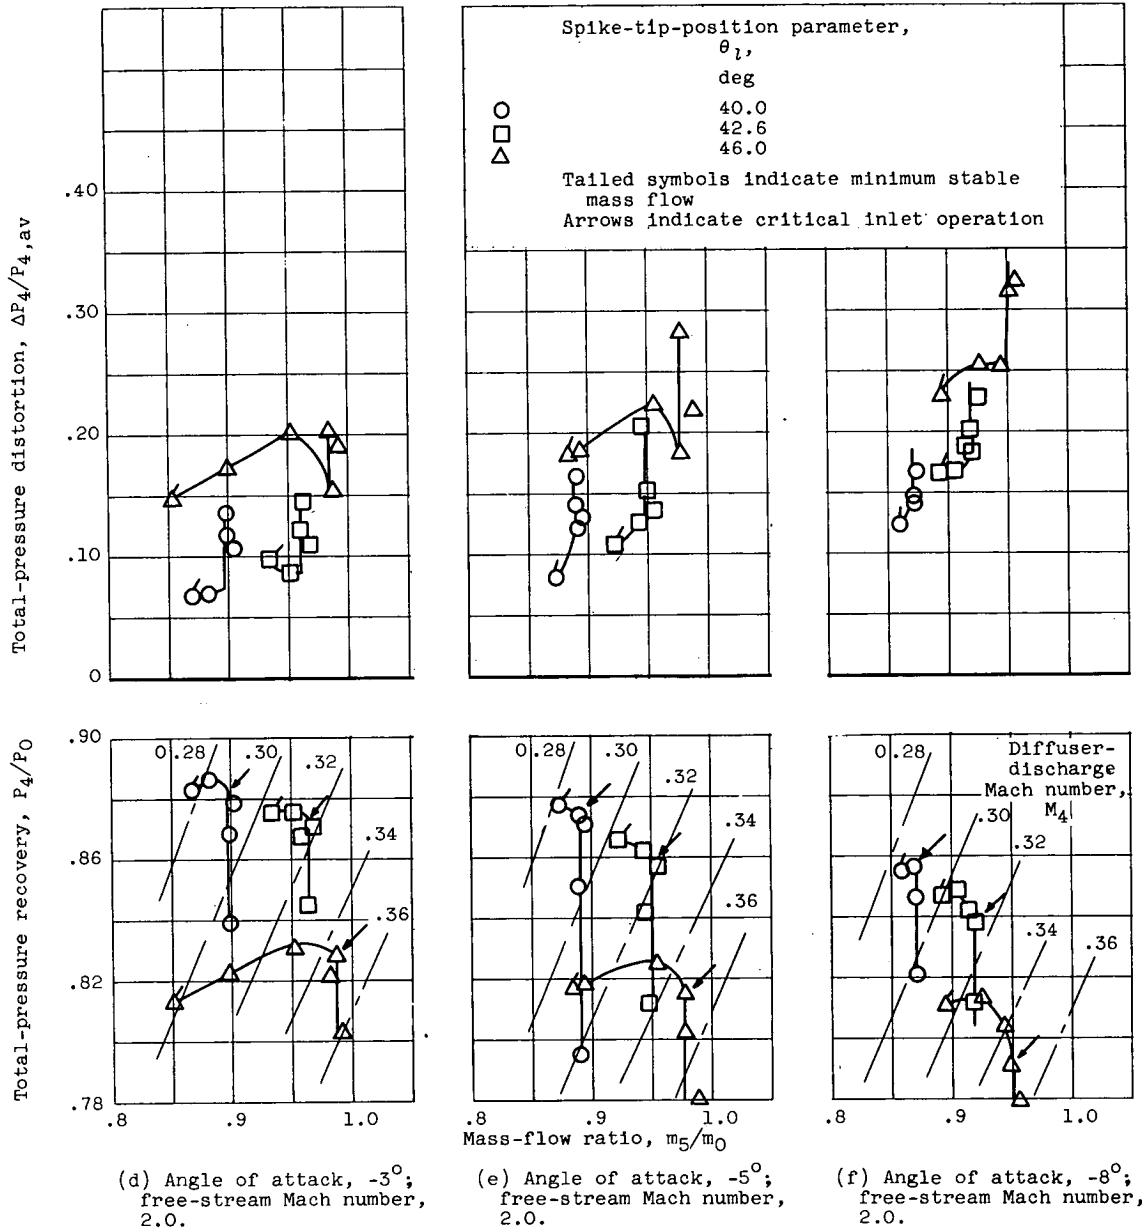 Spike-tip-position parameter,
θl,
deg
40.0
42.6
46.0
Tailed symbols indicate minimum stable
mass flow
Arrows indicate critical inlet operation
Total-pressure distortion, ΔP4/P4,av
.40
.30
.20
.10
0
Total-pressure recovery, P4/P0
.90
.86
.82
.78
0.28
.30
.32
.34
.36
0.28
.30
.32
.34
.36
0.28
Diffuser-
discharge
Mach number,
M4
.30
.32
.34
.36
.8 .9 1.0
.8 .9 1.0
.8 .9 1.0
Mass-flow ratio, m5/m0
(d) Angle of attack, -3°;
free-stream Mach number,
2.0.
(e) Angle of attack, -5°;
free-stream Mach number,
2.0.
(f) Angle of attack, -8°;
free-stream Mach number,
2.0.